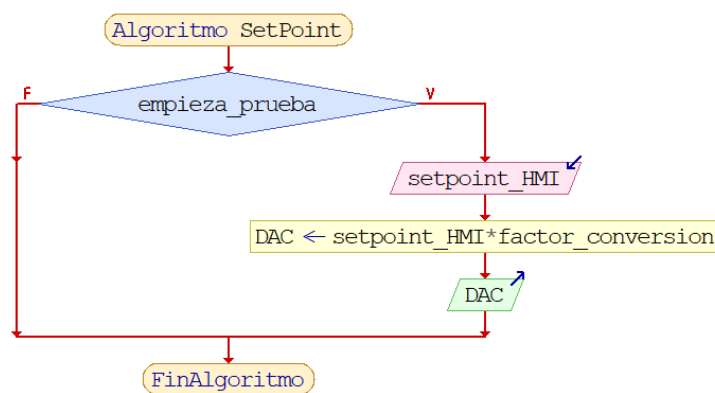 Algoritmo SetPoint
F
V
empieza_prueba
setpoint_HMI
DAC ← setpoint_HMI*factor_conversion
DAC
FinAlgoritmo